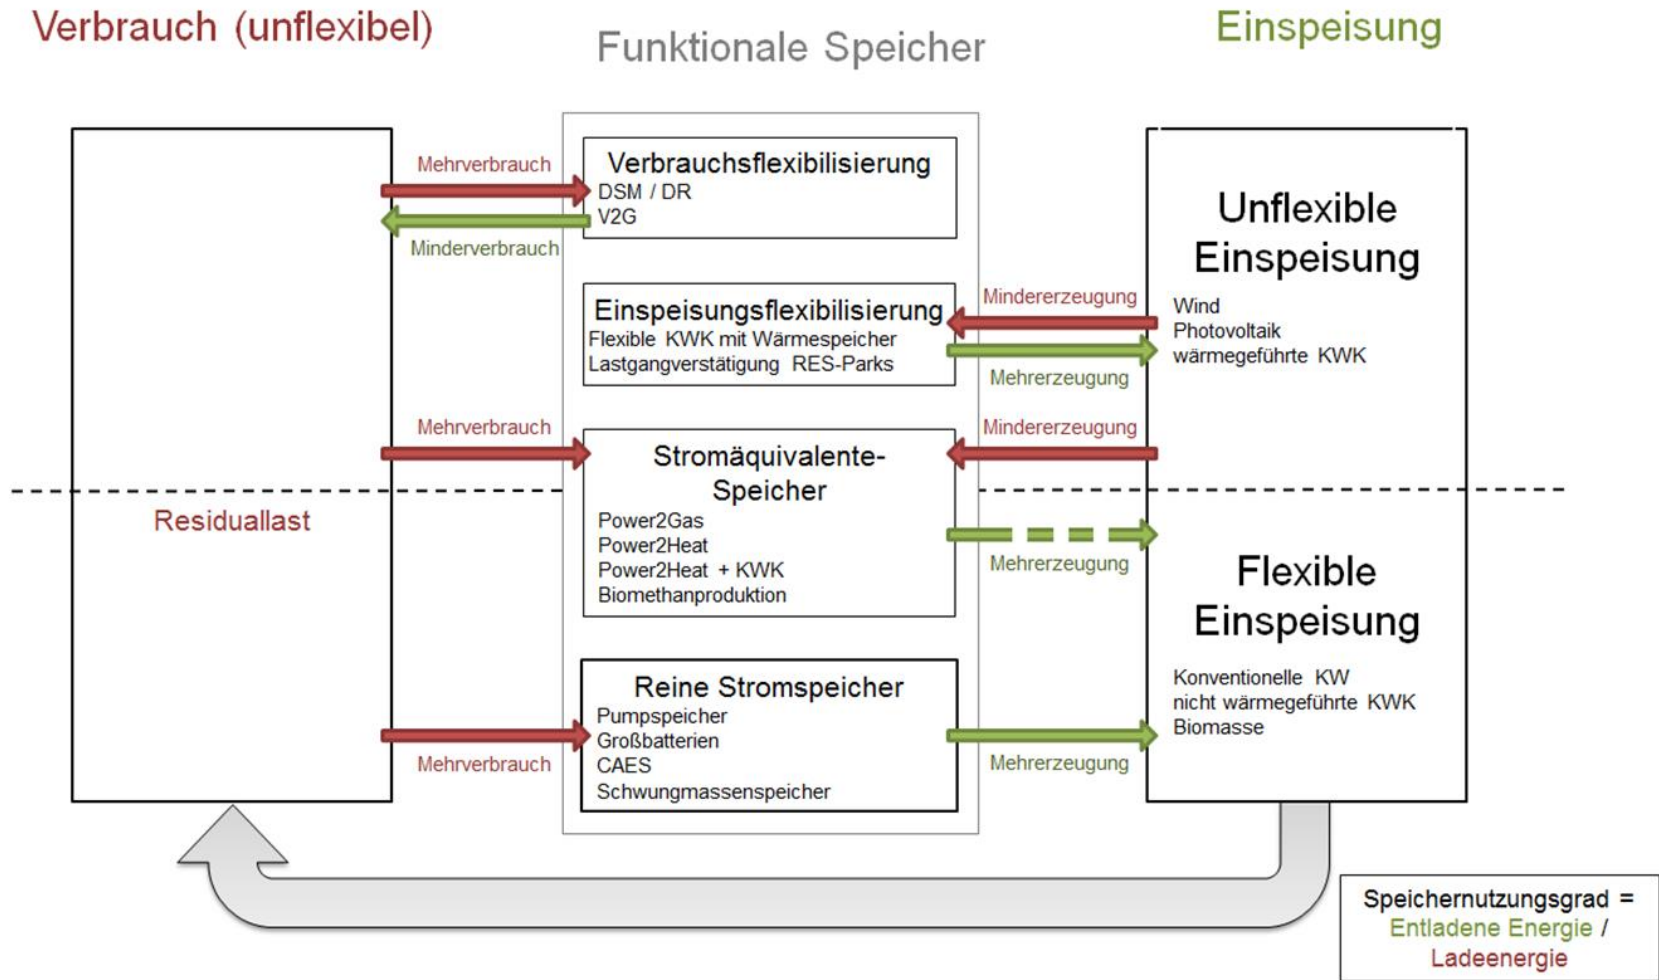 Verbrauch (unflexibel)
Funktionale Speicher
Einspeisung
Mehrverbrauch
Minderverbrauch
Verbrauchsflexibilisierung
DSM / DR
V2G
Einspeisungsflexibilisierung
Flexible KWK mit Wärmespeicher
Lastgangverstätigung RES-Parks
Mindererzeugung
Mehrerzeugung
Unflexible
Einspeisung
Wind
Photovoltaik
wärmegeführte KWK
Mehrverbrauch
Stromäquivalente-
Speicher
Power2Gas
Power2Heat
Power2Heat + KWK
Biomethanproduktion
Mindererzeugung
Mehrerzeugung
Residuallast
Flexible
Einspeisung
Konventionelle KW
nicht wärmegeführte KWK
Biomasse
Mehrverbrauch
Reine Stromspeicher
Pumpspeicher
Großbatterien
CAES
Schwungmassenspeicher
Mehrerzeugung
Speichernutzungsgrad =
Entladene Energie /
Ladeenergie